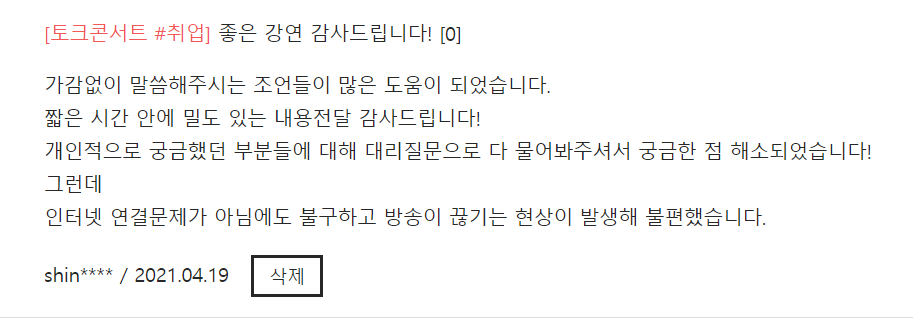 [토크콘서트 #취업] 좋은 강연 감사드립니다! [0]
가감없이 말씀해주시는 조언들이 많은 도움이 되었습니다.
짧은 시간 안에 밀도 있는 내용전달 감사드립니다!
개인적으로 궁금했던 부분들에 대해 대리질문으로 다 물어봐주셔서 궁금한 점 해소되었습니다!
그런데
인터넷 연결문제가 아님에도 불구하고 방송이 끊기는 현상이 발생해 불편했습니다.
shin**** / 2021.04.19 삭제